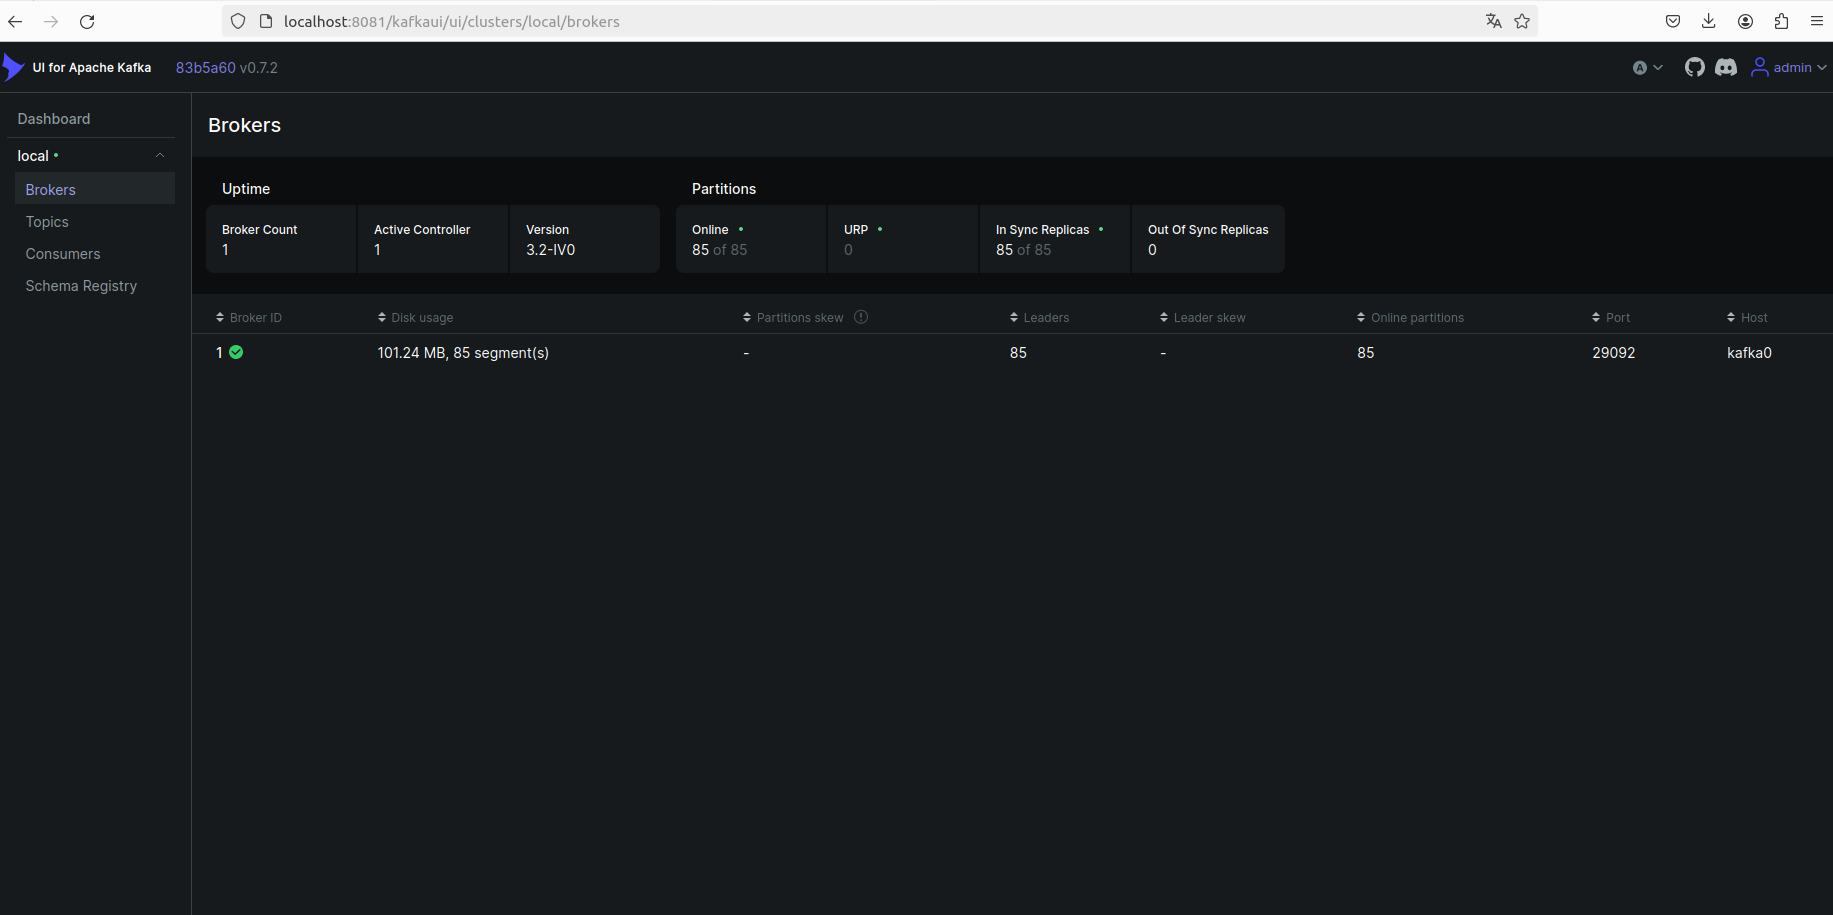 localhost:8081/kafkaui/ui/clusters/local/brokers
UI for Apache Kafka 83b5a60 v0.7.2
A
admin
Dashboard
local
Brokers
Topics
Consumers
Schema Registry
Brokers
Uptime
Broker Count
1
Active Controller
1
Version
3.2-IV0
Partitions
Online
85 of 85
URP
0
In Sync Replicas
85 of 85
Out Of Sync Replicas
0
Broker ID Disk usage Partitions skew Leaders Leader skew Online partitions Port Host
1 101.24 MB, 85 segment(s) - 85 - 85 29092 kafka0